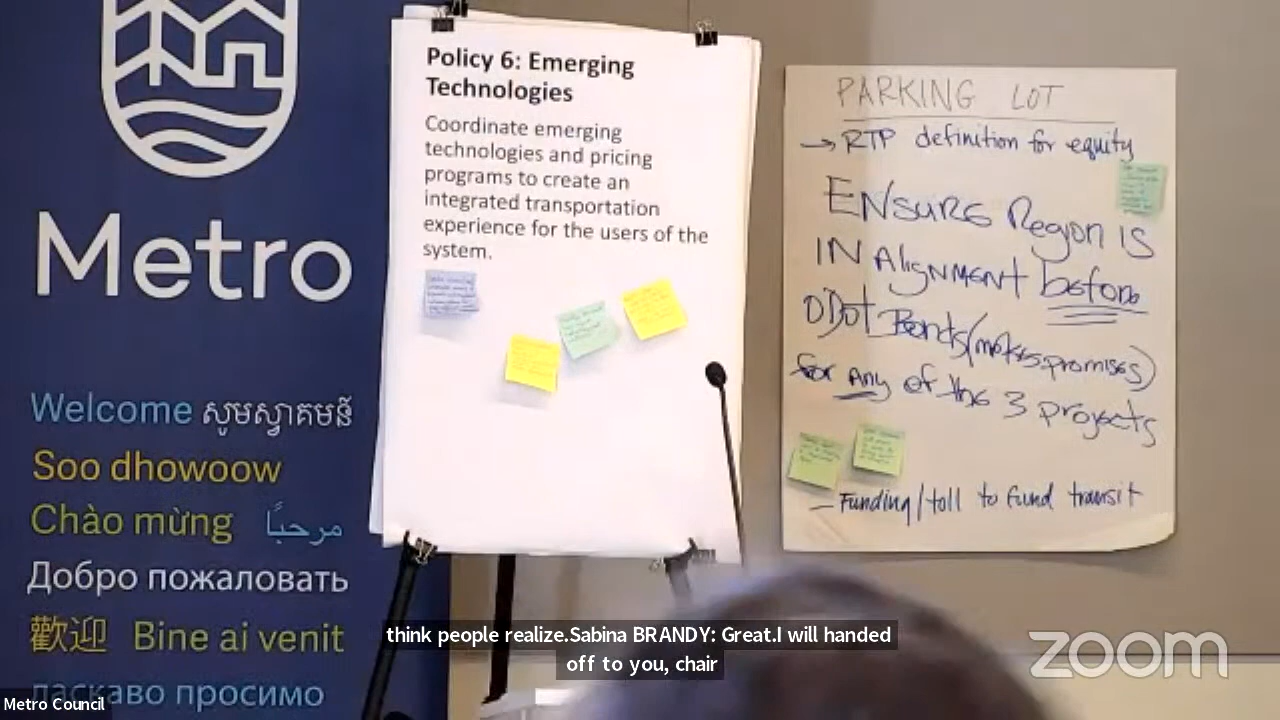 Metro
Welcome សូមស្វាគមន៍
Soo dhowoow
Chào mừng مرحبًا
Добро пожаловать
歡迎 Bine ai venit
ласкаво просимо
Policy 6: Emerging
Technologies
Coordinate emerging
technologies and pricing
programs to create an
integrated transportation
experience for the users of the
system.
PARKING LOT
→ RTP definition for equity
ENSURE Region IS
IN AlignMENT before
ODot Bonds (makes promises)
for any of the 3 projects
— Funding/toll to fund transit
think people realize.Sabina BRANDY: Great.I will handed
off to you, chair
Metro Council
zoom